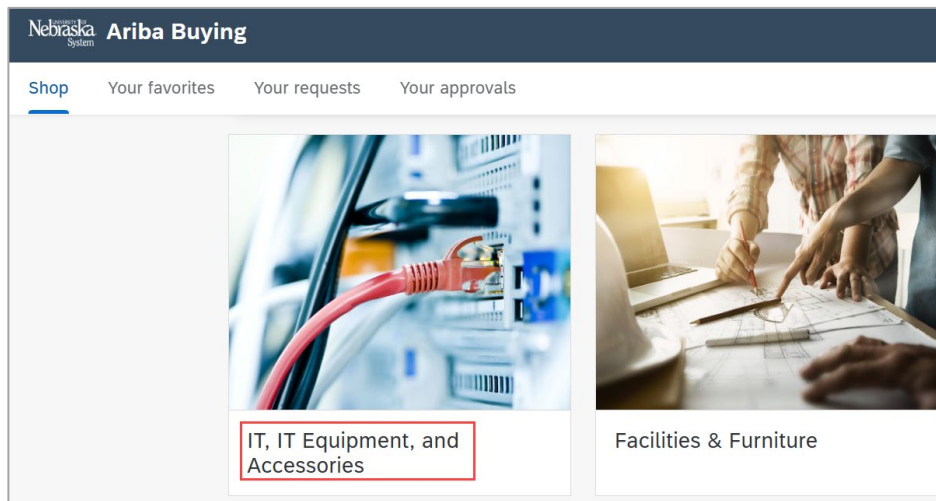 UNIVERSITY OF
Nebraska
System
Ariba Buying
Shop
Your favorites
Your requests
Your approvals
IT, IT Equipment, and
Accessories
Facilities & Furniture